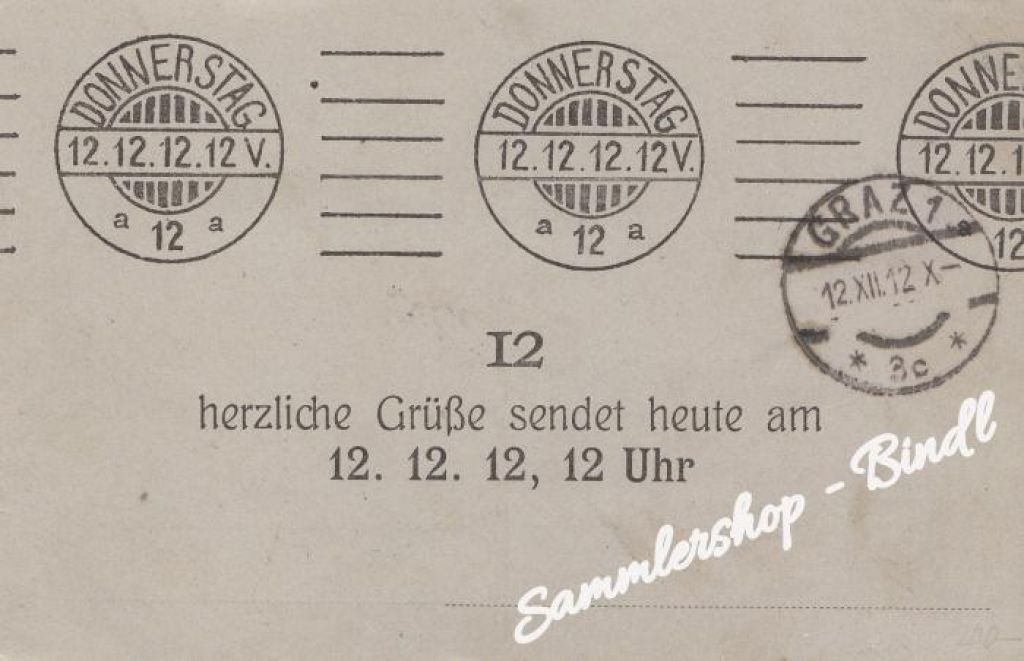 DONNERSTAG
12.12.12.12 V.
a 12 a
DONNERSTAG
12.12.12.12 V.
a 12 a
DONNE
12.12.1
a 12
GRAZ 1
12.XII.12 X—
* 3c *
12
herzliche Grüße sendet heute am
12. 12. 12, 12 Uhr
Sammlershop - Bindl